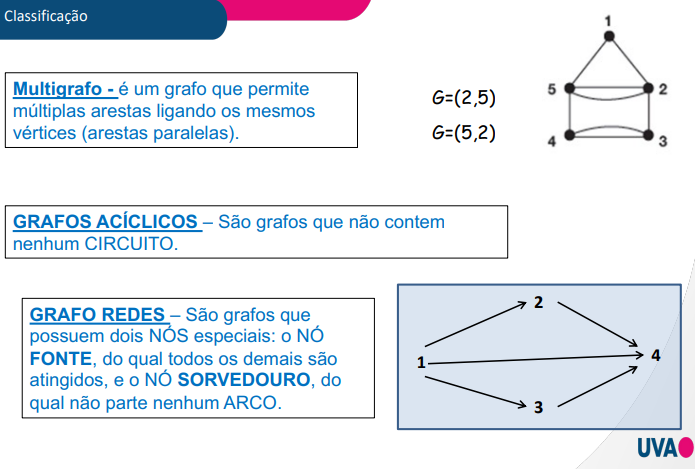 Classificação
Multigrafo - é um grafo que permite
múltiplas arestas ligando os mesmos
vértices (arestas paralelas).
G=(2,5)
G=(5,2)
1
5
2
4
3
GRAFOS ACÍCLICOS – São grafos que não contem
nenhum CIRCUITO.
GRAFO REDES – São grafos que
possuem dois NÓS especiais: o NÓ
FONTE, do qual todos os demais são
atingidos, e o NÓ SORVEDOURO, do
qual não parte nenhum ARCO.
2
1
4
3
UVA